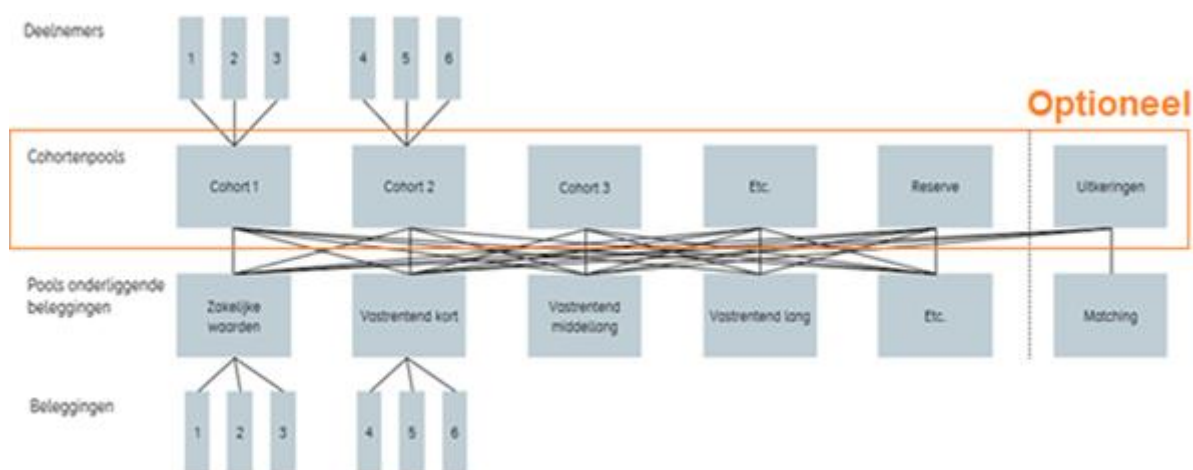 Deelnemers
1 2 3 4 5 6
Optioneel
Cohortenpools
Cohort 1 Cohort 2 Cohort 3 Etc. Reserve Uitkeringen
Pools onderliggende
beleggingen
Zakelijke
waarden
Vastrentend kort
Vastrentend
middellang
Vastrentend lang
Etc.
Matching
Beleggingen
1 2 3 4 5 6